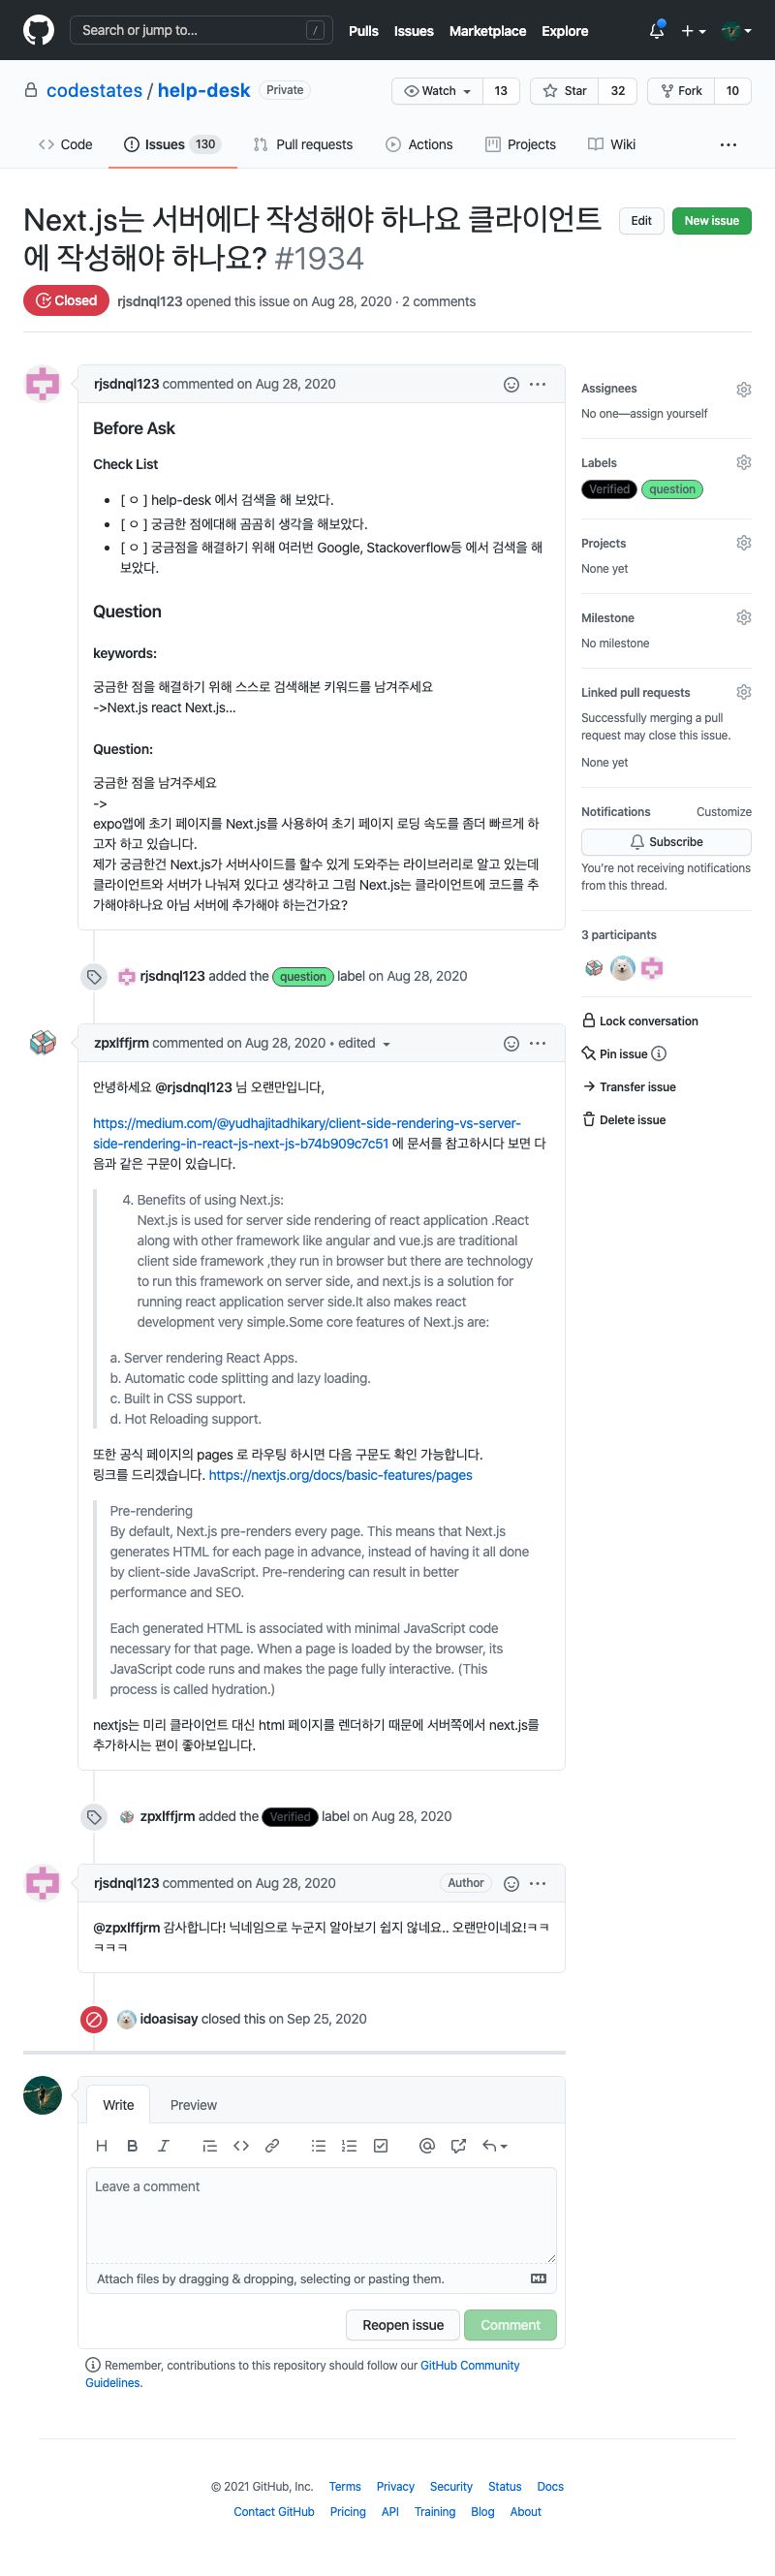 Search or jump to... /
Pulls Issues Marketplace Explore
codestates / help-desk Private
Watch 13 Star 32 Fork 10
Code Issues 130 Pull requests Actions Projects Wiki
Next.js는 서버에다 작성해야 하나요 클라이언트
에 작성해야 하나요? #1934
Edit New issue
Closed rjsdnql123 opened this issue on Aug 28, 2020 · 2 comments
rjsdnql123 commented on Aug 28, 2020
Before Ask
Check List
[ ㅇ ] help-desk 에서 검색을 해 보았다.
[ ㅇ ] 궁금한 점에대해 곰곰히 생각을 해보았다.
[ ㅇ ] 궁금점을 해결하기 위해 여러번 Google, Stackoverflow등 에서 검색을 해
보았다.
Question
keywords:
궁금한 점을 해결하기 위해 스스로 검색해본 키워드를 남겨주세요
->Next.js react Next.js...
Question:
궁금한 점을 남겨주세요
->
expo앱에 초기 페이지를 Next.js를 사용하여 초기 페이지 로딩 속도를 좀더 빠르게 하
고자 하고 있습니다.
제가 궁금한건 Next.js가 서버사이드를 할수 있게 도와주는 라이브러리로 알고 있는데
클라이언트와 서버가 나눠져 있다고 생각하고 그럼 Next.js는 클라이언트에 코드를 추
가해야하나요 아님 서버에 추가해야 하는건가요?
Assignees
No one—assign yourself
Labels
Verified question
Projects
None yet
Milestone
No milestone
Linked pull requests
Successfully merging a pull
request may close this issue.
None yet
Notifications Customize
Subscribe
You're not receiving notifications
from this thread.
3 participants
Lock conversation
Pin issue
Transfer issue
Delete issue
rjsdnql123 added the question label on Aug 28, 2020
zpxlffjrm commented on Aug 28, 2020 • edited
안녕하세요 @rjsdnql123 님 오랜만입니다,
https://medium.com/@yudhajitadhikary/client-side-rendering-vs-server-
side-rendering-in-react-js-next-js-b74b909c7c51 에 문서를 참고하시다 보면 다
음과 같은 구문이 있습니다.
4. Benefits of using Next.js:
Next.js is used for server side rendering of react application .React
along with other framework like angular and vue.js are traditional
client side framework ,they run in browser but there are technology
to run this framework on server side, and next.js is a solution for
running react application server side.It also makes react
development very simple.Some core features of Next.js are:
a. Server rendering React Apps.
b. Automatic code splitting and lazy loading.
c. Built in CSS support.
d. Hot Reloading support.
또한 공식 페이지의 pages 로 라우팅 하시면 다음 구문도 확인 가능합니다.
링크를 드리겠습니다. https://nextjs.org/docs/basic-features/pages
Pre-rendering
By default, Next.js pre-renders every page. This means that Next.js
generates HTML for each page in advance, instead of having it all done
by client-side JavaScript. Pre-rendering can result in better
performance and SEO.
Each generated HTML is associated with minimal JavaScript code
necessary for that page. When a page is loaded by the browser, its
JavaScript code runs and makes the page fully interactive. (This
process is called hydration.)
nextjs는 미리 클라이언트 대신 html 페이지를 렌더하기 때문에 서버쪽에서 next.js를
추가하시는 편이 좋아보입니다.
zpxlffjrm added the Verified label on Aug 28, 2020
rjsdnql123 commented on Aug 28, 2020 Author
@zpxlffjrm 감사합니다! 닉네임으로 누군지 알아보기 쉽지 않네요.. 오랜만이네요!ㅋㅋ
ㅋㅋㅋ
idoasisay closed this on Sep 25, 2020
Write Preview
Leave a comment
Attach files by dragging & dropping, selecting or pasting them.
Reopen issue Comment
Remember, contributions to this repository should follow our GitHub Community
Guidelines.
© 2021 GitHub, Inc. Terms Privacy Security Status Docs
Contact GitHub Pricing API Training Blog About